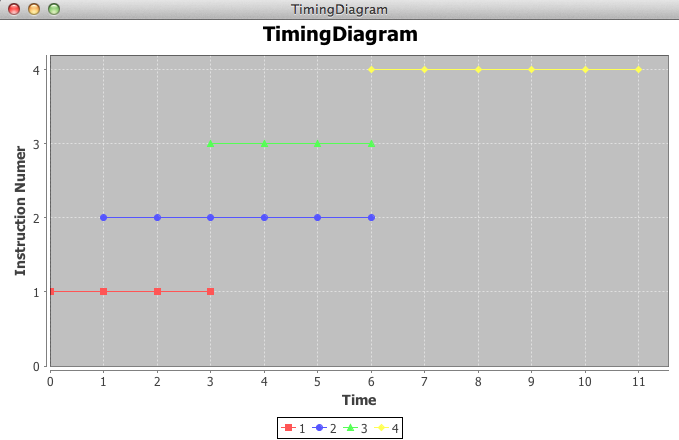 TimingDiagram
TimingDiagram
Instruction Numer
4
3
2
1
0
0 1 2 3 4 5 6 7 8 9 10 11
Time
1 2 3 4